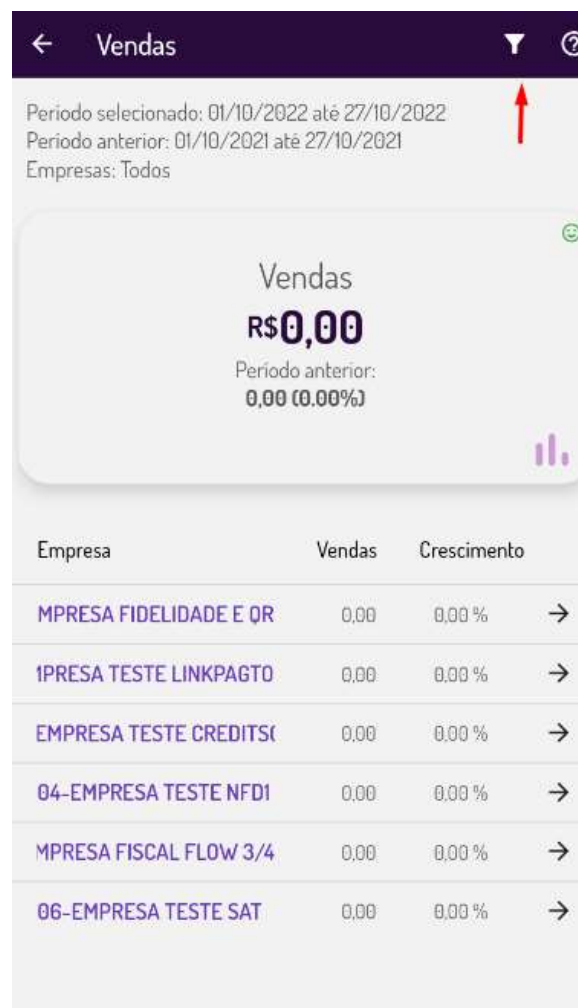 Vendas
Período selecionado: 01/10/2022 até 27/10/2022
Período anterior: 01/10/2021 até 27/10/2021
Empresas: Todos
Vendas
R$0,00
Período anterior:
0,00 (0.00%)
Empresa Vendas Crescimento
MPRESA FIDELIDADE E QR 0,00 0,00 %
1PRESA TESTE LINKPAGTO 0,00 0,00 %
EMPRESA TESTE CREDITS( 0,00 0,00 %
04-EMPRESA TESTE NFD1 0,00 0,00 %
MPRESA FISCAL FLOW 3/4 0,00 0,00 %
06-EMPRESA TESTE SAT 0,00 0,00 %